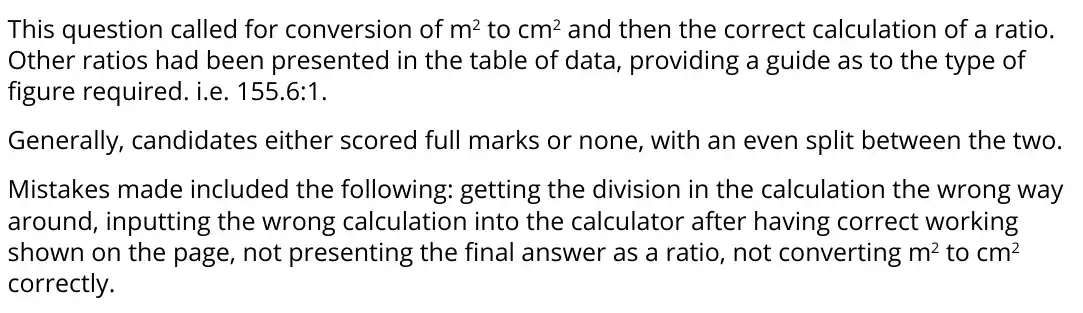 This question called for conversion of m² to cm² and then the correct calculation of a ratio.
Other ratios had been presented in the table of data, providing a guide as to the type of
figure required. i.e. 155.6:1.
Generally, candidates either scored full marks or none, with an even split between the two.
Mistakes made included the following: getting the division in the calculation the wrong way
around, inputting the wrong calculation into the calculator after having correct working
shown on the page, not presenting the final answer as a ratio, not converting m² to cm²
correctly.